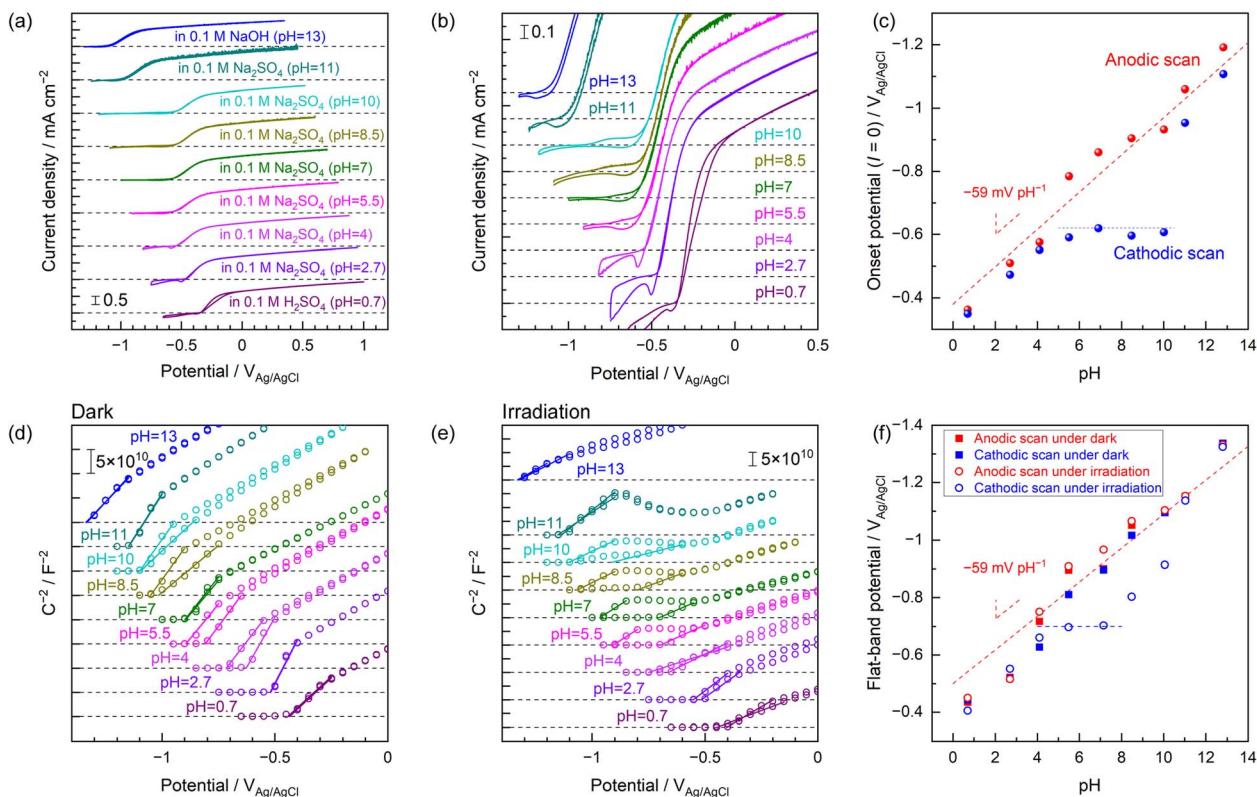 (a)
in 0.1 M NaOH (pH=13)
in 0.1 M Na₂SO₄ (pH=11)
in 0.1 M Na₂SO₄ (pH=10)
in 0.1 M Na₂SO₄ (pH=8.5)
in 0.1 M Na₂SO₄ (pH=7)
in 0.1 M Na₂SO₄ (pH=5.5)
in 0.1 M Na₂SO₄ (pH=4)
in 0.1 M Na₂SO₄ (pH=2.7)
0.5
in 0.1 M H₂SO₄ (pH=0.7)
Current density / mA cm⁻²
−1 −0.5 0 0.5 1
Potential / V_Ag/AgCl
(b)
0.1
pH=13
pH=11
pH=10
pH=8.5
pH=7
pH=5.5
pH=4
pH=2.7
pH=0.7
Current density / mA cm⁻²
−1 −0.5 0 0.5
Potential / V_Ag/AgCl
(c)
Onset potential (I = 0) / V_Ag/AgCl
−1.2
−1
−0.8
−0.6
−0.4
Anodic scan
−59 mV pH⁻¹
Cathodic scan
0 2 4 6 8 10 12 14
pH
(d)
Dark
5×10¹⁰
pH=13
pH=11
pH=10
pH=8.5
pH=7
pH=5.5
pH=4
pH=2.7
pH=0.7
C⁻² / F⁻²
−1 −0.5 0
Potential / V_Ag/AgCl
(e)
Irradiation
5×10¹⁰
pH=13
pH=11
pH=10
pH=8.5
pH=7
pH=5.5
pH=4
pH=2.7
pH=0.7
C⁻² / F⁻²
−1 −0.5 0
Potential / V_Ag/AgCl
(f)
Flat-band potential / V_Ag/AgCl
−1.4
−1.2
−1
−0.8
−0.6
−0.4
Anodic scan under dark
Cathodic scan under dark
Anodic scan under irradiation
Cathodic scan under irradiation
−59 mV pH⁻¹
0 2 4 6 8 10 12 14
pH